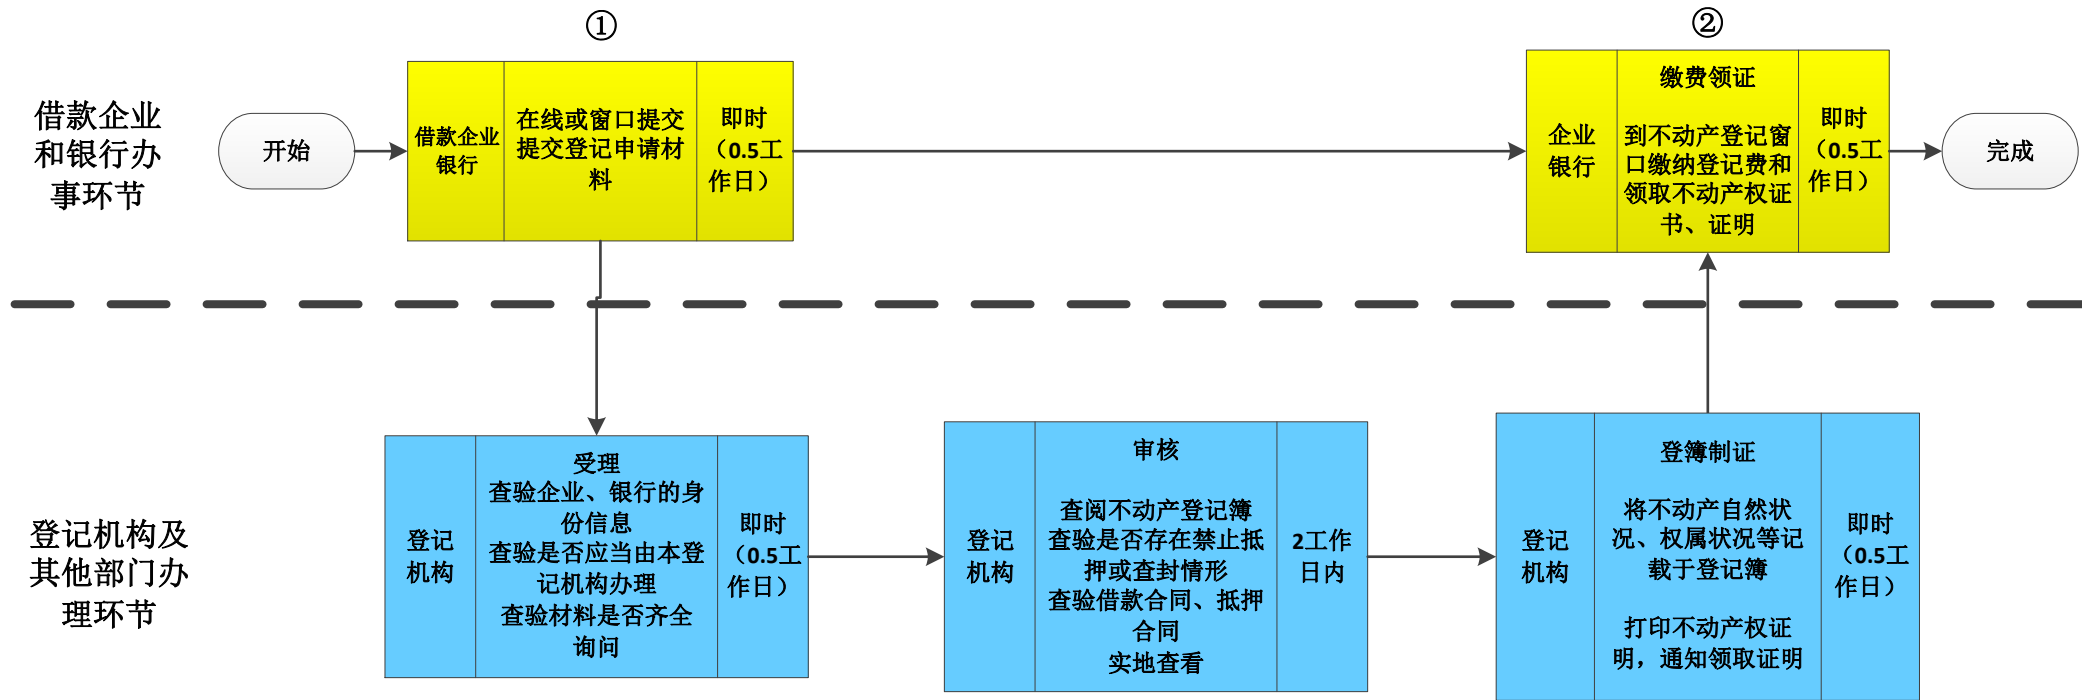 ①
②
借款企业
和银行办
事环节
开始
借款企业
银行
在线或窗口提交
提交登记申请材
料
即时
（0.5工
作日）
企业
银行
缴费领证
到不动产登记窗
口缴纳登记费和
领取不动产权证
书、证明
即时
（0.5工
作日）
完成
登记机构及
其他部门办
理环节
登记
机构
受理
查验企业、银行的身
份信息
查验是否应当由本登
记机构办理
查验材料是否齐全
询问
即时
（0.5工
作日）
登记
机构
审核
查阅不动产登记簿
查验是否存在禁止抵
押或查封情形
查验借款合同、抵押
合同
实地查看
2工作
日内
登记
机构
登簿制证
将不动产自然状
况、权属状况等记
载于登记簿
打印不动产权证
明，通知领取证明
即时
（0.5工
作日）